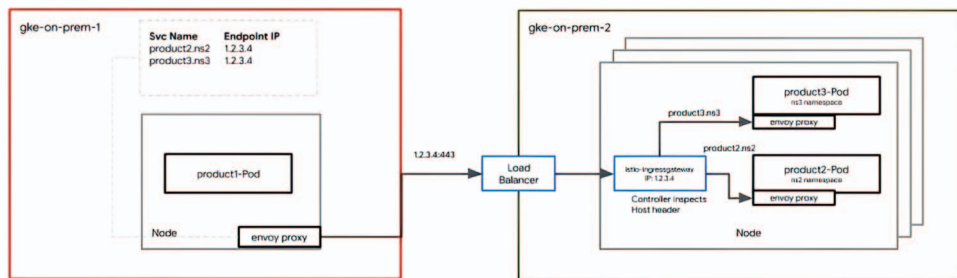 gke-on-prem-1
Svc Name Endpoint IP
product2.ns2 1.2.3.4
product3.ns3 1.2.3.4
product1-Pod
Node
envoy proxy
1.2.3.4:443
Load
Balancer
gke-on-prem-2
product3-Pod
ns3 namespace
envoy proxy
product3.ns3
product2.ns2
istio-ingressgateway
IP: 1.2.3.4
Controller inspects
Host header
product2-Pod
ns2 namespace
envoy proxy
Node